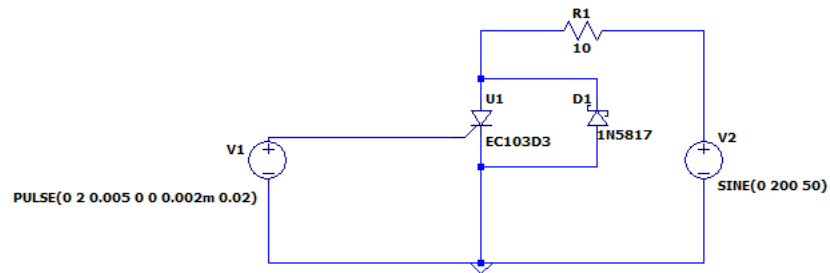 R1
10
U1
D1
EC103D3
1N5817
V1
V2
PULSE(0 2 0.005 0 0 0.002m 0.02)
SINE(0 200 50)